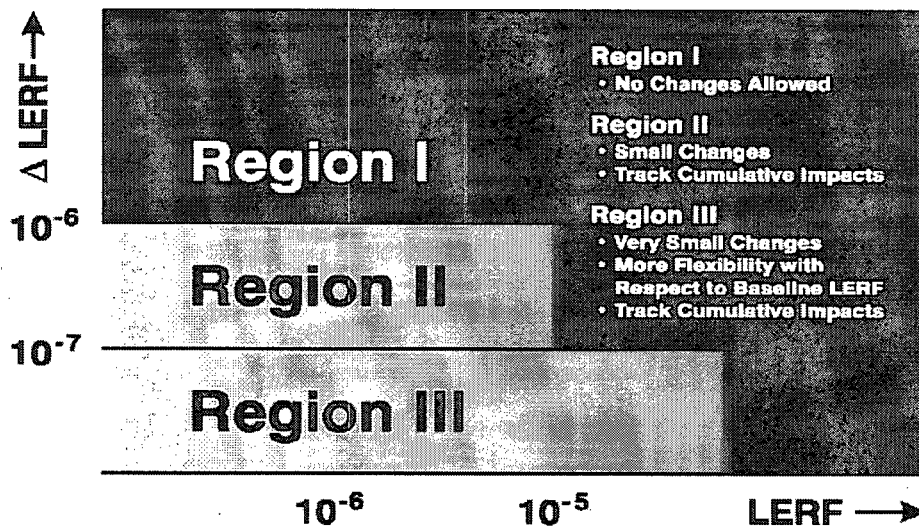 Δ LERF→
Region I
• No Changes Allowed
Region II
• Small Changes
• Track Cumulative Impacts
Region III
• Very Small Changes
• More Flexibility with
Respect to Baseline LERF
• Track Cumulative Impacts
Region I
10⁻⁶
Region II
10⁻⁷
Region III
10⁻⁶ 10⁻⁵ LERF →